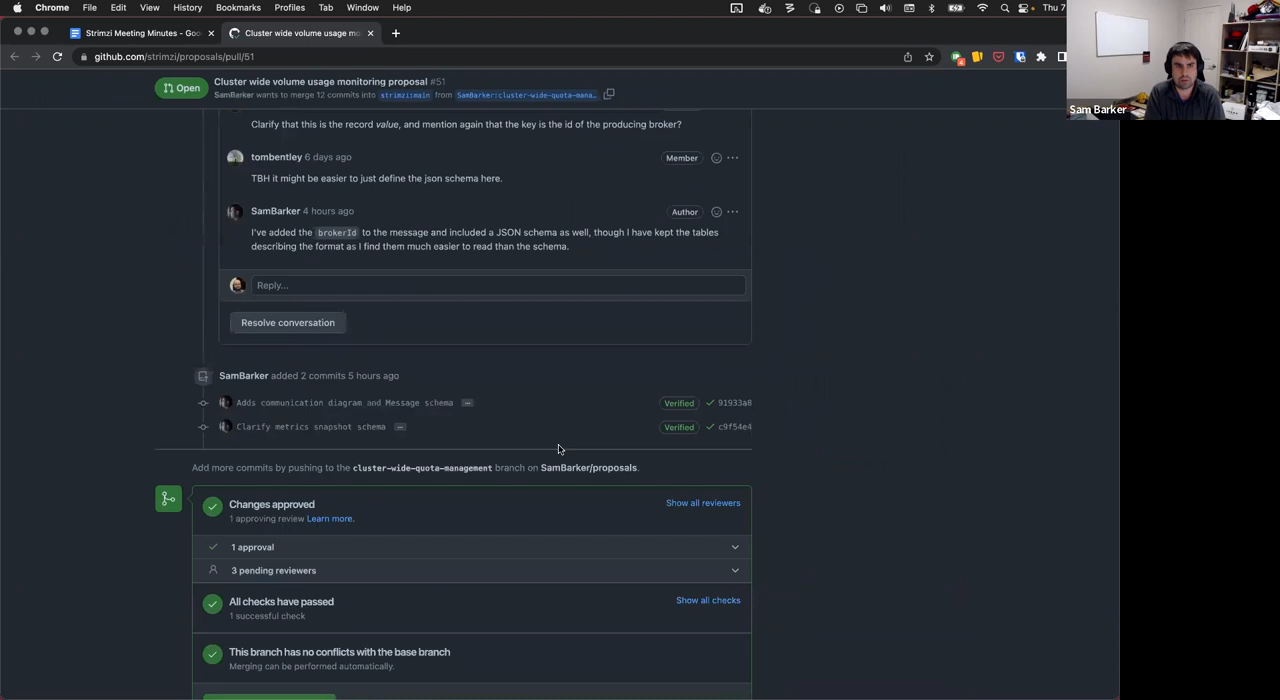 Chrome File Edit View History Bookmarks Profiles Tab Window Help Thu 7
Strimzi Meeting Minutes - Goo
Cluster wide volume usage mo
github.com/strimzi/proposals/pull/51
Sam Barker
Open
Cluster wide volume usage monitoring proposal #51
SamBarker wants to merge 12 commits into strimzi:main from SamBarker:cluster-wide-quota-mana…
Clarify that this is the record value, and mention again that the key is the id of the producing broker?
tombentley 6 days ago Member
TBH it might be easier to just define the json schema here.
SamBarker 4 hours ago Author
I've added the brokerId to the message and included a JSON schema as well, though I have kept the tables
describing the format as I find them much easier to read than the schema.
Reply...
Resolve conversation
SamBarker added 2 commits 5 hours ago
Adds communication diagram and Message schema Verified 91933a8
Clarify metrics snapshot schema Verified c9f54e4
Add more commits by pushing to the cluster-wide-quota-management branch on SamBarker/proposals.
Changes approved Show all reviewers
1 approving review Learn more.
1 approval
3 pending reviewers
All checks have passed Show all checks
1 successful check
This branch has no conflicts with the base branch
Merging can be performed automatically.